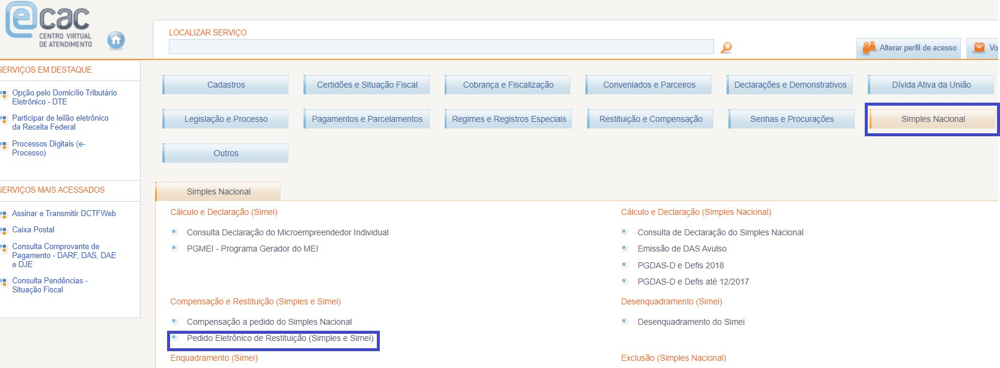 ecac
CENTRO VIRTUAL
DE ATENDIMENTO
LOCALIZAR SERVIÇO
Alterar perfil de acesso
Vo
SERVIÇOS EM DESTAQUE
Opção pelo Domicílio Tributário
Eletrônico - DTE
Participar de leilão eletrônico
da Receita Federal
Processos Digitais (e-
Processo)
SERVIÇOS MAIS ACESSADOS
Assinar e Transmitir DCTFWeb
Caixa Postal
Consulta Comprovante de
Pagamento - DARF, DAS, DAE
e DJE
Consulta Pendências -
Situação Fiscal
Cadastros
Certidões e Situação Fiscal
Cobrança e Fiscalização
Conveniados e Parceiros
Declarações e Demonstrativos
Dívida Ativa da União
Legislação e Processo
Pagamentos e Parcelamentos
Regimes e Registros Especiais
Restituição e Compensação
Senhas e Procurações
Simples Nacional
Outros
Simples Nacional
Cálculo e Declaração (Simei)
Consulta Declaração do Microempreendedor Individual
PGMEI - Programa Gerador do MEI
Cálculo e Declaração (Simples Nacional)
Consulta de Declaração do Simples Nacional
Emissão de DAS Avulso
PGDAS-D e Defis 2018
PGDAS-D e Defis até 12/2017
Compensação e Restituição (Simples e Simei)
Compensação a pedido do Simples Nacional
Pedido Eletrônico de Restituição (Simples e Simei)
Desenquadramento (Simei)
Desenquadramento do Simei
Enquadramento (Simei)
Exclusão (Simples Nacional)